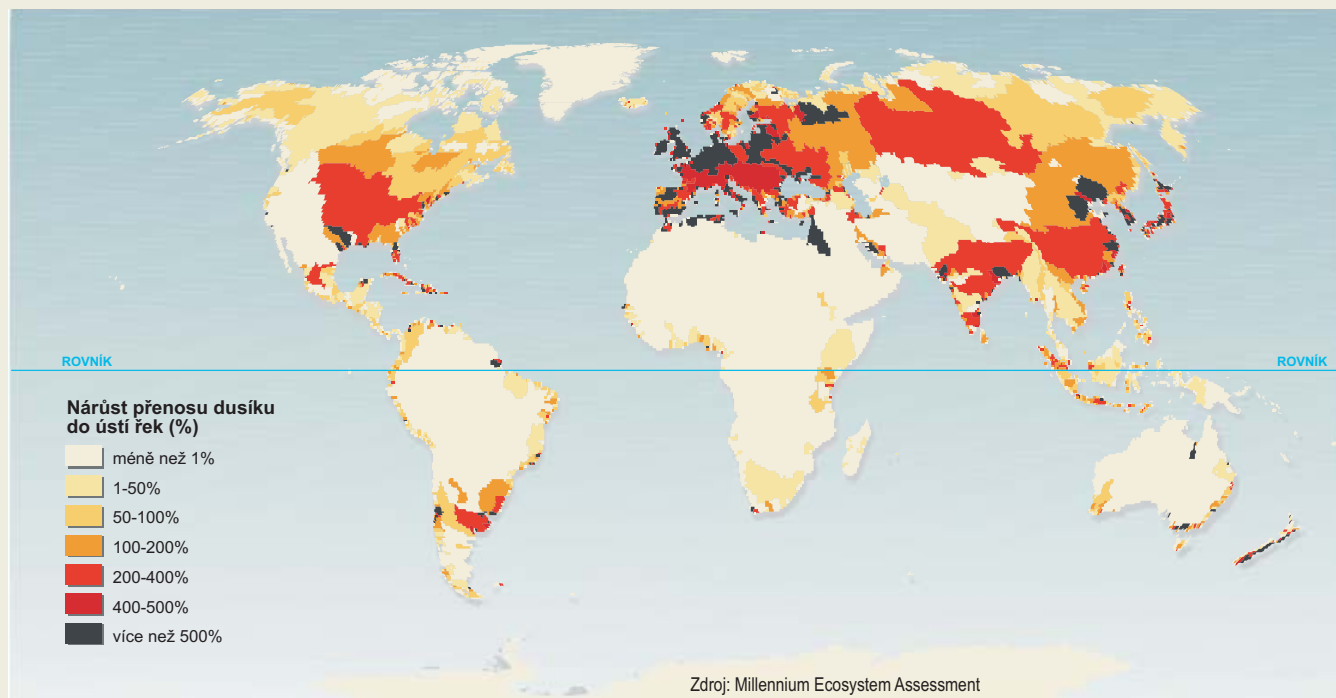 ROVNÍK
ROVNÍK
Nárůst přenosu dusíku
do ústí řek (%)
méně než 1%
1-50%
50-100%
100-200%
200-400%
400-500%
více než 500%
Zdroj: Millennium Ecosystem Assessment